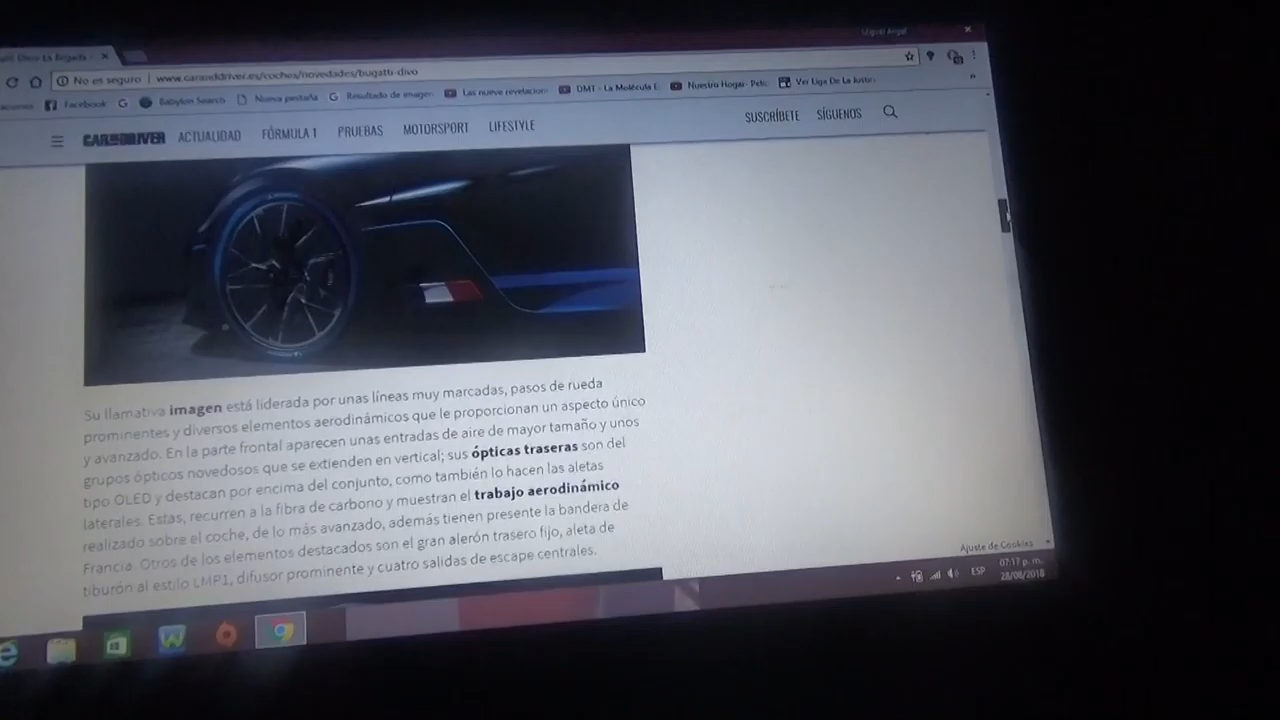 Miguel Angel
No es seguro | www.caranddriver.es/coches/novedades/bugatti-divo
Facebook Babylon Search Nueva pestaña Resultado de imagen Las nueve revelacion DMT - La Molécula E Nuestro Hogar - Pelic Ver Liga De La Justic
CAR AND DRIVER ACTUALIDAD FÓRMULA 1 PRUEBAS MOTORSPORT LIFESTYLE SUSCRÍBETE SÍGUENOS
Su llamativa imagen está liderada por unas líneas muy marcadas, pasos de rueda
prominentes y diversos elementos aerodinámicos que le proporcionan un aspecto único
y avanzado. En la parte frontal aparecen unas entradas de aire de mayor tamaño y unos
grupos ópticos novedosos que se extienden en vertical; sus ópticas traseras son del
tipo OLED y destacan por encima del conjunto, como también lo hacen las aletas
laterales. Estas, recurren a la fibra de carbono y muestran el trabajo aerodinámico
realizado sobre el coche, de lo más avanzado, además tienen presente la bandera de
Francia. Otros de los elementos destacados son el gran alerón trasero fijo, aleta de
tiburón al estilo LMP1, difusor prominente y cuatro salidas de escape centrales.
Ajuste de Cookies
ESP
07:17 p. m.
28/08/2018